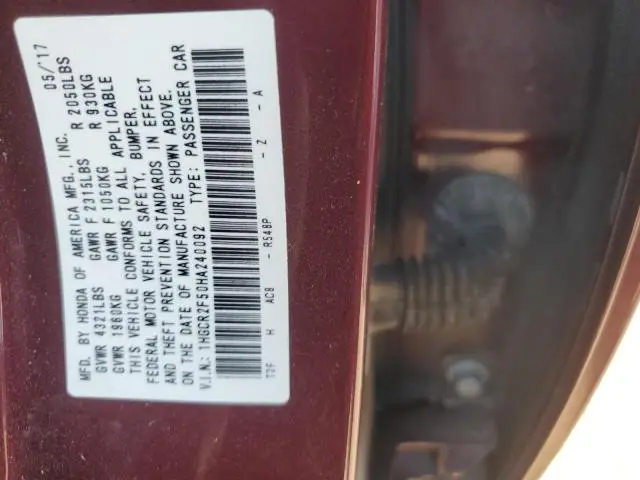 MFD. BY HONDA OF AMERICA MFG. INC. 05/'17
GVWR 4321LBS GAWR F 2315LBS R 2050LBS
GVWR 1960KG GAWR F 1050KG R 930KG
THIS VEHICLE CONFORMS TO ALL APPLICABLE
FEDERAL MOTOR VEHICLE SAFETY, BUMPER,
AND THEFT PREVENTION STANDARDS IN EFFECT
ON THE DATE OF MANUFACTURE SHOWN ABOVE.
V.I.N.: 1HGCR2F50HA240092 TYPE: PASSENGER CAR
T2F H AC8 - R548P - Z - A